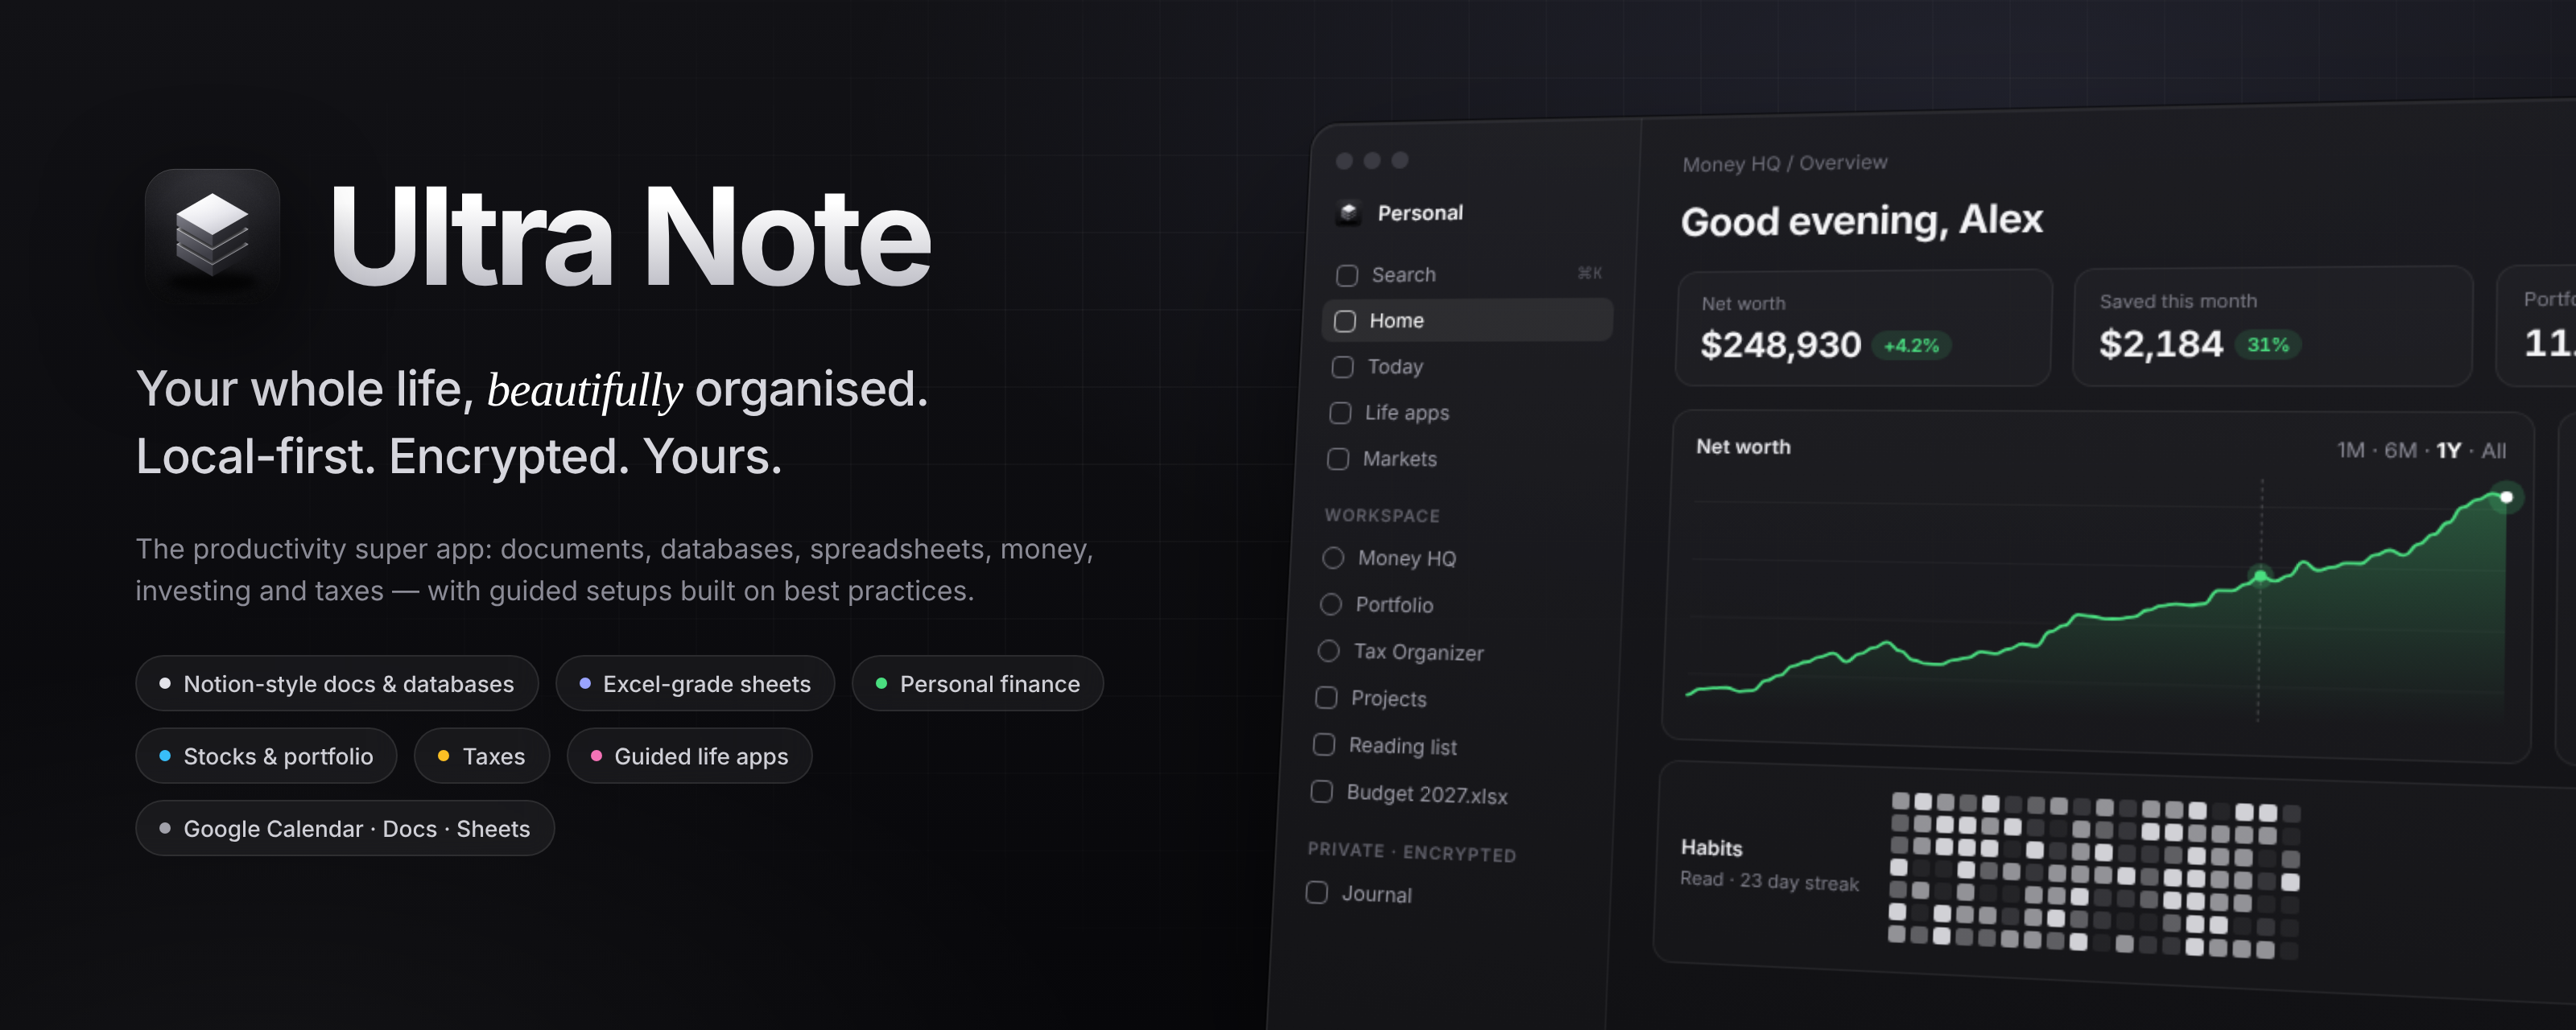 Ultra Note
Your whole life, beautifully organised.
Local-first. Encrypted. Yours.
The productivity super app: documents, databases, spreadsheets, money,
investing and taxes — with guided setups built on best practices.
Notion-style docs & databases
Excel-grade sheets
Personal finance
Stocks & portfolio
Taxes
Guided life apps
Google Calendar · Docs · Sheets
Personal
Search ⌘K
Home
Today
Life apps
Markets
WORKSPACE
Money HQ
Portfolio
Tax Organizer
Projects
Reading list
Budget 2027.xlsx
PRIVATE · ENCRYPTED
Journal
Money HQ / Overview
Good evening, Alex
Net worth
$248,930 +4.2%
Saved this month
$2,184 31%
Net worth
1M · 6M · 1Y · All
Habits
Read · 23 day streak